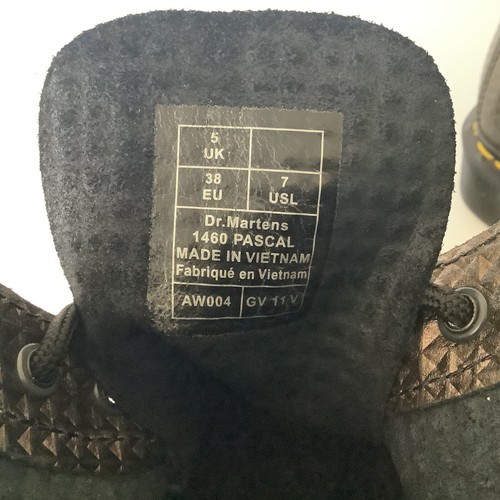 5
UK
38 7
EU USL
Dr.Martens
1460 PASCAL
MADE IN VIETNAM
Fabriqué en Vietnam
AW004 GV 11 V